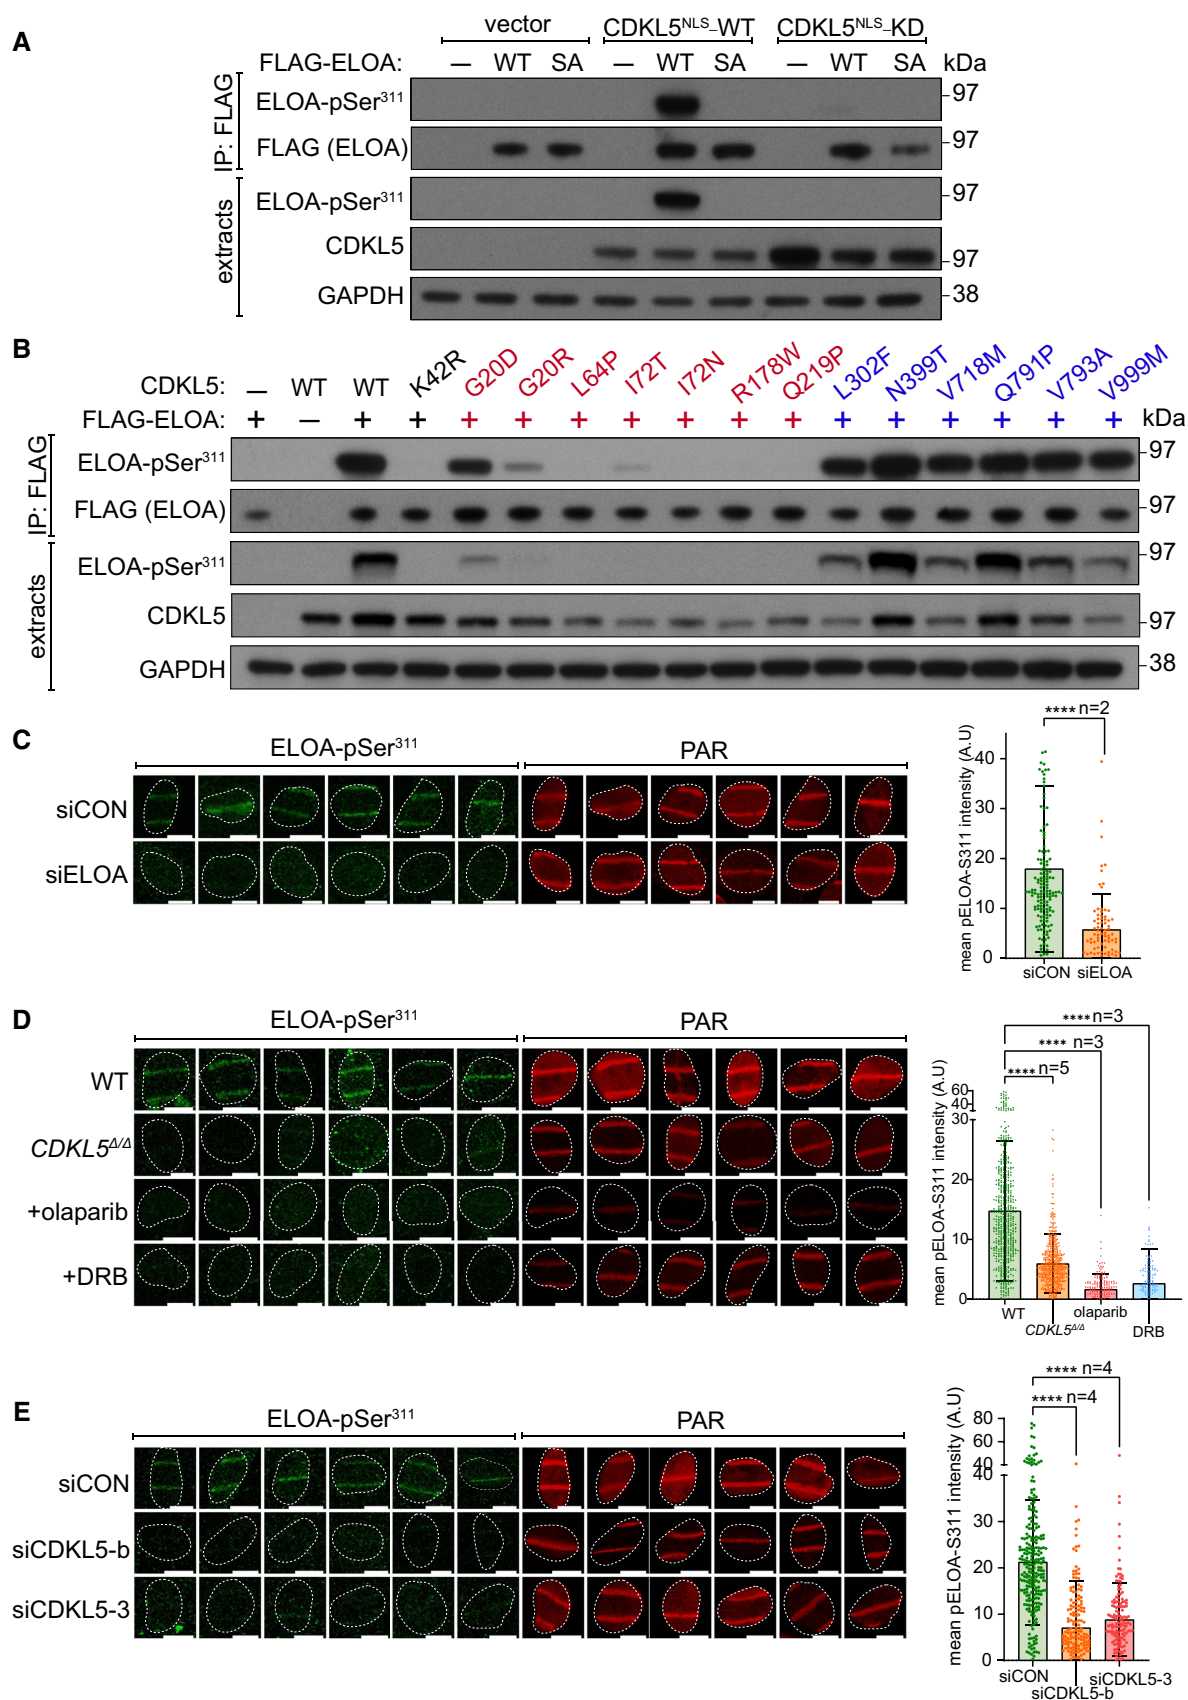 A
vector CDKL5NLS_WT CDKL5NLS_KD
FLAG-ELOA: — WT SA — WT SA — WT SA kDa
IP: FLAG
ELOA-pSer311 97
FLAG (ELOA) 97
extracts
ELOA-pSer311 97
CDKL5 97
GAPDH 38
B
CDKL5: — WT WT K42R G20D G20R L64P I72T I72N R178W Q219P L302F N399T V718M Q791P V793A V999M
FLAG-ELOA: + — + + + + + + + + + + + + + + + kDa
IP: FLAG
ELOA-pSer311 97
FLAG (ELOA) 97
extracts
ELOA-pSer311 97
CDKL5 97
GAPDH 38
C
ELOA-pSer311 PAR
siCON
siELOA
**** n=2
mean pELOA-S311 intensity (A.U)
40
30
20
10
0
siCON siELOA
D
ELOA-pSer311 PAR
WT
CDKL5Δ/Δ
+olaparib
+DRB
**** n=3
**** n=3
**** n=5
mean pELOA-S311 intensity (A.U)
60
40
30
20
10
0
WT CDKL5Δ/Δ olaparib DRB
E
ELOA-pSer311 PAR
siCON
siCDKL5-b
siCDKL5-3
**** n=4
**** n=4
mean pELOA-S311 intensity (A.U)
80
60
40
40
30
20
10
0
siCON siCDKL5-b siCDKL5-3